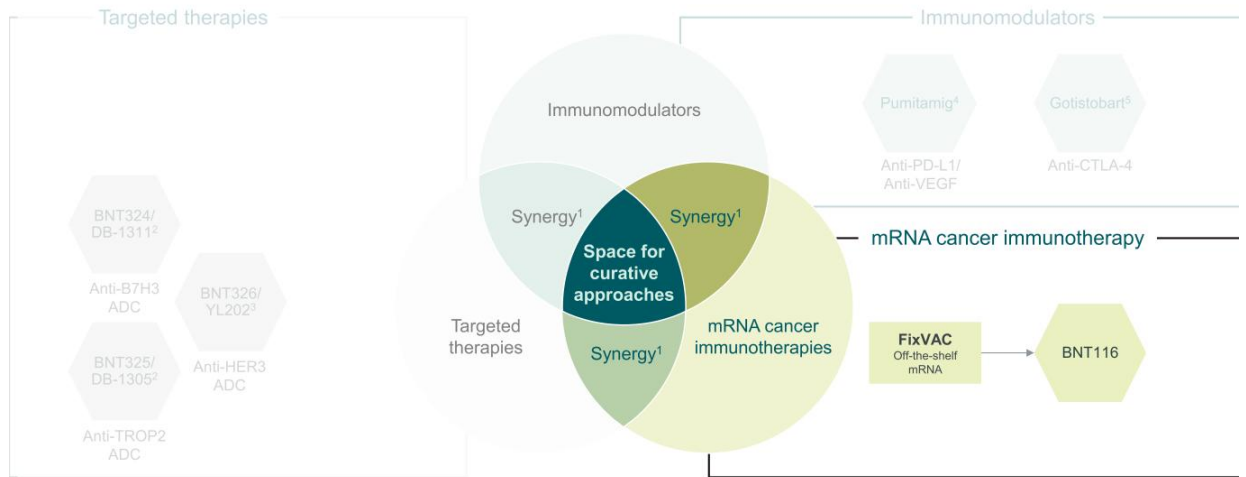 Targeted therapies
Immunomodulators
Immunomodulators
Pumitamig⁴
Gotistobart⁵
Anti-PD-L1/
Anti-VEGF
Anti-CTLA-4
BNT324/
DB-1311²
Anti-B7H3
ADC
BNT326/
YL202³
Anti-HER3
ADC
BNT325/
DB-1305²
Anti-TROP2
ADC
Synergy¹
Synergy¹
Space for
curative
approaches
Targeted
therapies
mRNA cancer
immunotherapies
Synergy¹
mRNA cancer immunotherapy
FixVAC
Off-the-shelf
mRNA
BNT116